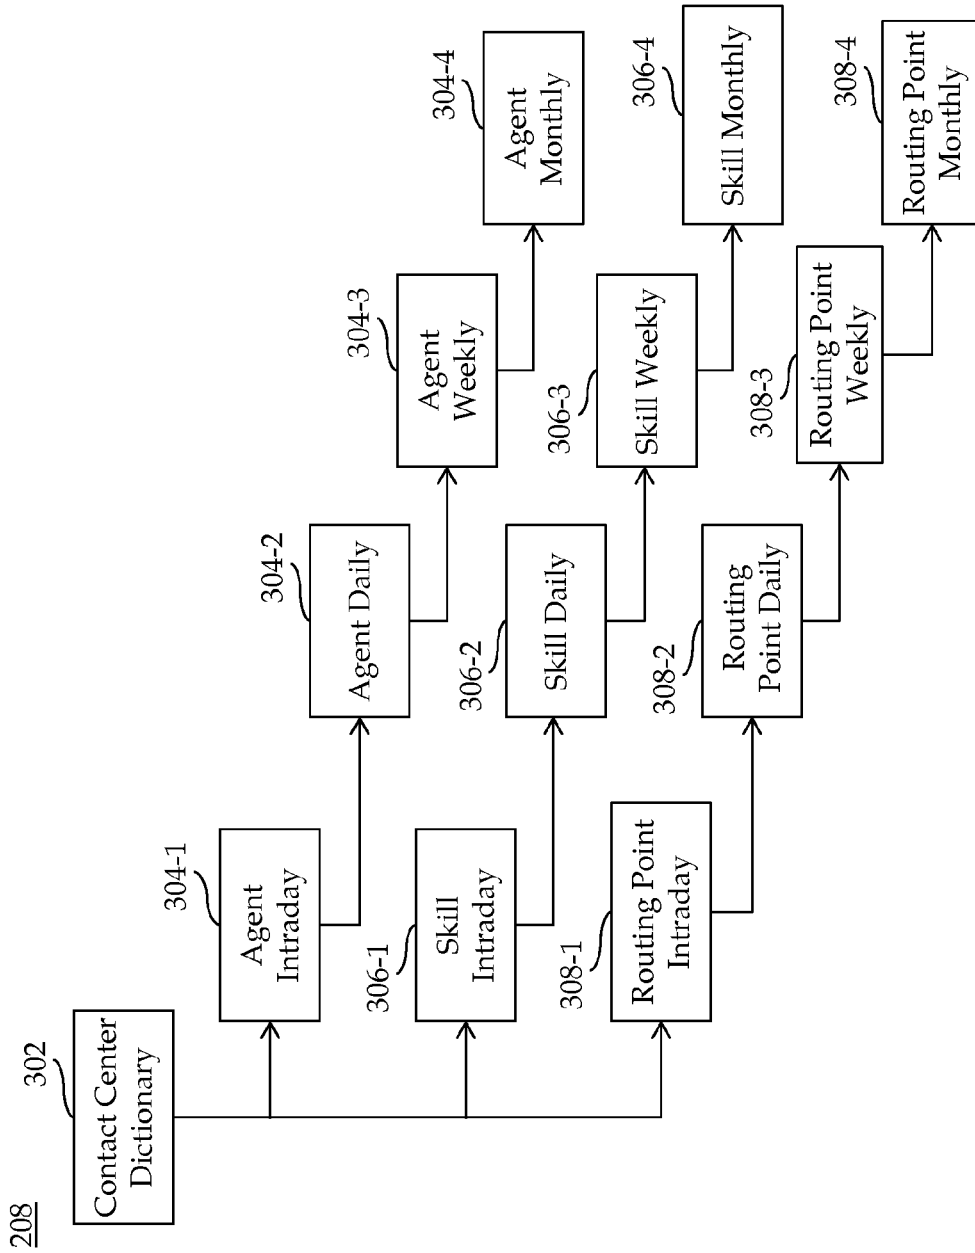 208
302
Contact Center
Dictionary
304-1
Agent
Intraday
304-2
Agent Daily
304-3
Agent
Weekly
304-4
Agent
Monthly
306-1
Skill
Intraday
306-2
Skill Daily
306-3
Skill Weekly
306-4
Skill Monthly
308-1
Routing Point
Intraday
308-2
Routing
Point Daily
308-3
Routing Point
Weekly
308-4
Routing Point
Monthly